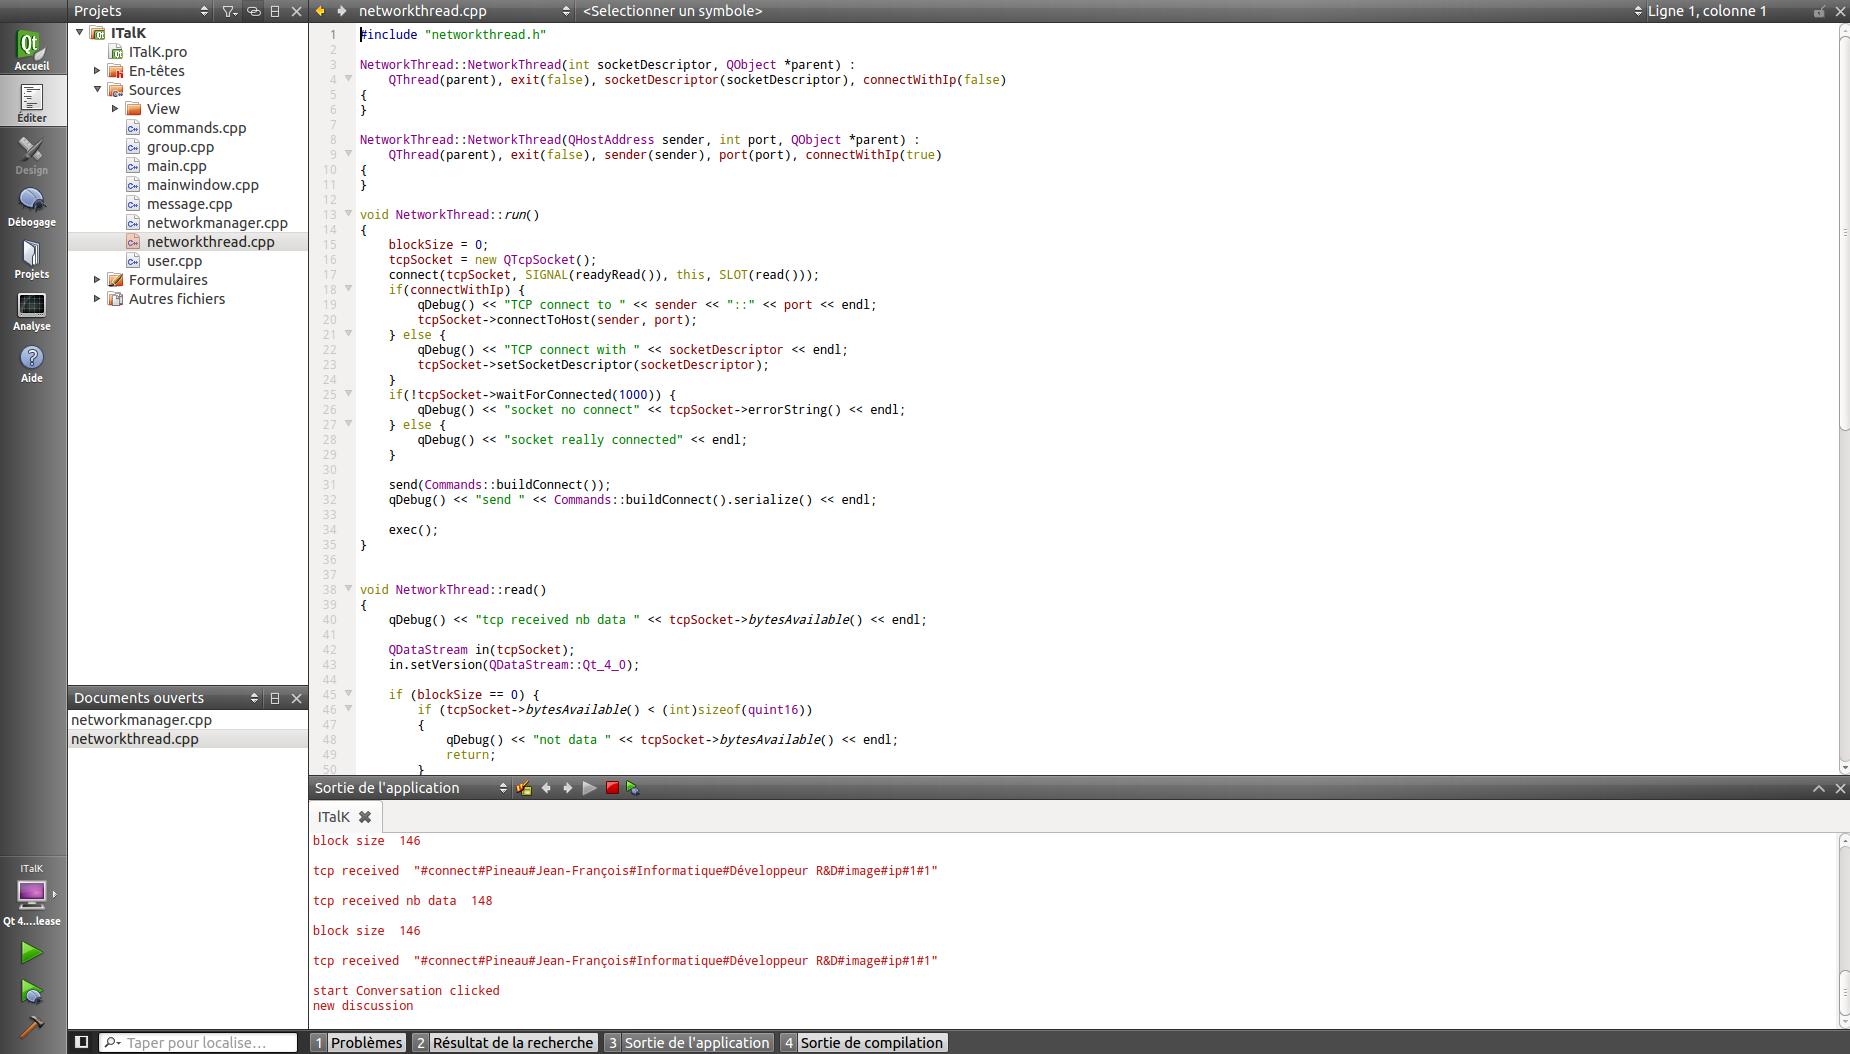 Projets
networkthread.cpp
<Selectionner un symbole>
Ligne 1, colonne 1
Qt
Accueil
Éditer
Design
Débogage
Projets
Analyse
Aide
ITalK
Qt 4....lease
ITalK
ITalK.pro
En-têtes
Sources
View
commands.cpp
group.cpp
main.cpp
mainwindow.cpp
message.cpp
networkmanager.cpp
networkthread.cpp
user.cpp
Formulaires
Autres fichiers
Documents ouverts
networkmanager.cpp
networkthread.cpp
1 #include "networkthread.h"
2
3 NetworkThread::NetworkThread(int socketDescriptor, QObject *parent) :
4 QThread(parent), exit(false), socketDescriptor(socketDescriptor), connectWithIp(false)
5 {
6 }
7
8 NetworkThread::NetworkThread(QHostAddress sender, int port, QObject *parent) :
9 QThread(parent), exit(false), sender(sender), port(port), connectWithIp(true)
10 {
11 }
12
13 void NetworkThread::run()
14 {
15 blockSize = 0;
16 tcpSocket = new QTcpSocket();
17 connect(tcpSocket, SIGNAL(readyRead()), this, SLOT(read()));
18 if(connectWithIp) {
19 qDebug() << "TCP connect to " << sender << "::" << port << endl;
20 tcpSocket->connectToHost(sender, port);
21 } else {
22 qDebug() << "TCP connect with " << socketDescriptor << endl;
23 tcpSocket->setSocketDescriptor(socketDescriptor);
24 }
25 if(!tcpSocket->waitForConnected(1000)) {
26 qDebug() << "socket no connect" << tcpSocket->errorString() << endl;
27 } else {
28 qDebug() << "socket really connected" << endl;
29 }
30
31 send(Commands::buildConnect());
32 qDebug() << "send " << Commands::buildConnect().serialize() << endl;
33
34 exec();
35 }
36
37
38 void NetworkThread::read()
39 {
40 qDebug() << "tcp received nb data " << tcpSocket->bytesAvailable() << endl;
41
42 QDataStream in(tcpSocket);
43 in.setVersion(QDataStream::Qt_4_0);
44
45 if (blockSize == 0) {
46 if (tcpSocket->bytesAvailable() < (int)sizeof(quint16))
47 {
48 qDebug() << "not data " << tcpSocket->bytesAvailable() << endl;
49 return;
50 }
Sortie de l'application
ITalK
block size  146
tcp received  "#connect#Pineau#Jean-François#Informatique#Développeur R&D#image#ip#1#1"
tcp received nb data  148
block size  146
tcp received  "#connect#Pineau#Jean-François#Informatique#Développeur R&D#image#ip#1#1"
start Conversation clicked
new discussion
Taper pour localise...
1 Problèmes
2 Résultat de la recherche
3 Sortie de l'application
4 Sortie de compilation